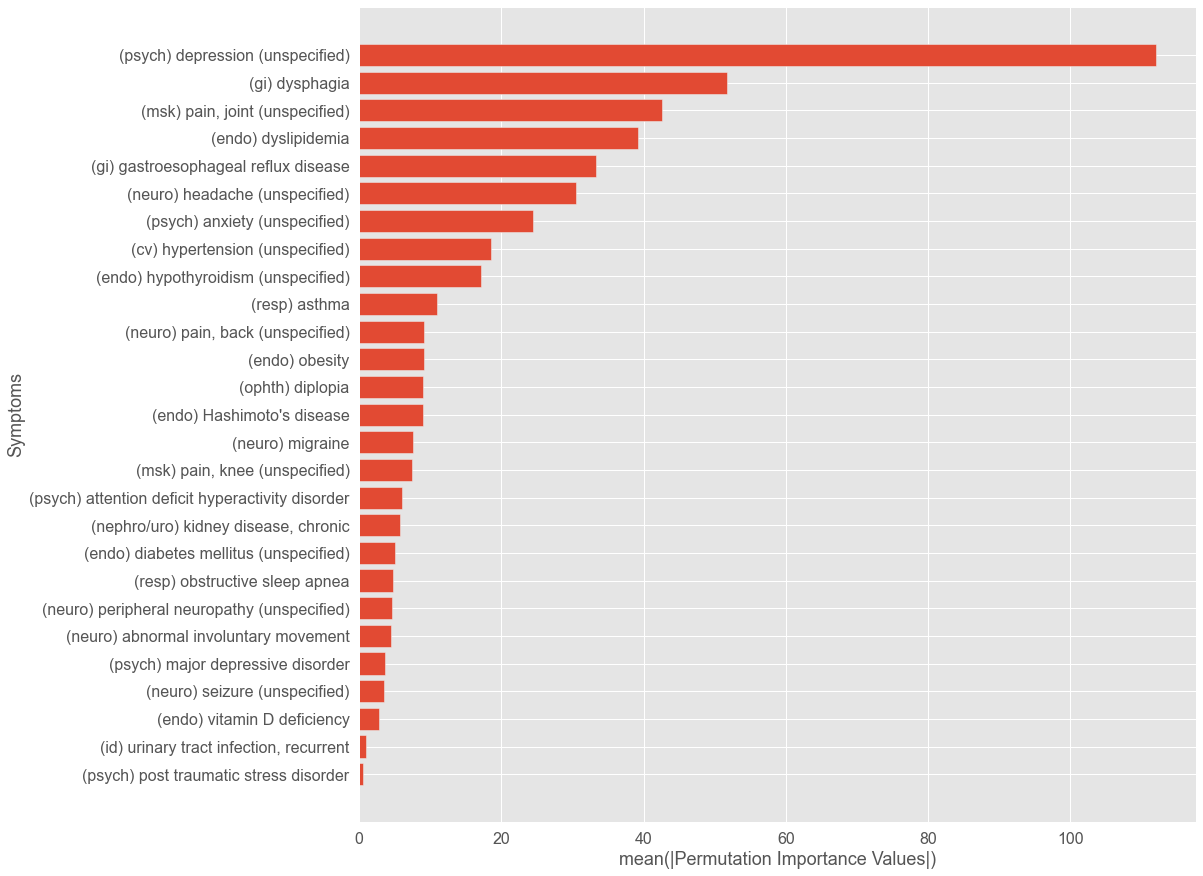 (psych) depression (unspecified)
(gi) dysphagia
(msk) pain, joint (unspecified)
(endo) dyslipidemia
(gi) gastroesophageal reflux disease
(neuro) headache (unspecified)
(psych) anxiety (unspecified)
(cv) hypertension (unspecified)
(endo) hypothyroidism (unspecified)
(resp) asthma
(neuro) pain, back (unspecified)
(endo) obesity
(ophth) diplopia
(endo) Hashimoto's disease
(neuro) migraine
(msk) pain, knee (unspecified)
(psych) attention deficit hyperactivity disorder
(nephro/uro) kidney disease, chronic
(endo) diabetes mellitus (unspecified)
(resp) obstructive sleep apnea
(neuro) peripheral neuropathy (unspecified)
(neuro) abnormal involuntary movement
(psych) major depressive disorder
(neuro) seizure (unspecified)
(endo) vitamin D deficiency
(id) urinary tract infection, recurrent
(psych) post traumatic stress disorder
Symptoms
0 20 40 60 80 100
mean(|Permutation Importance Values|)